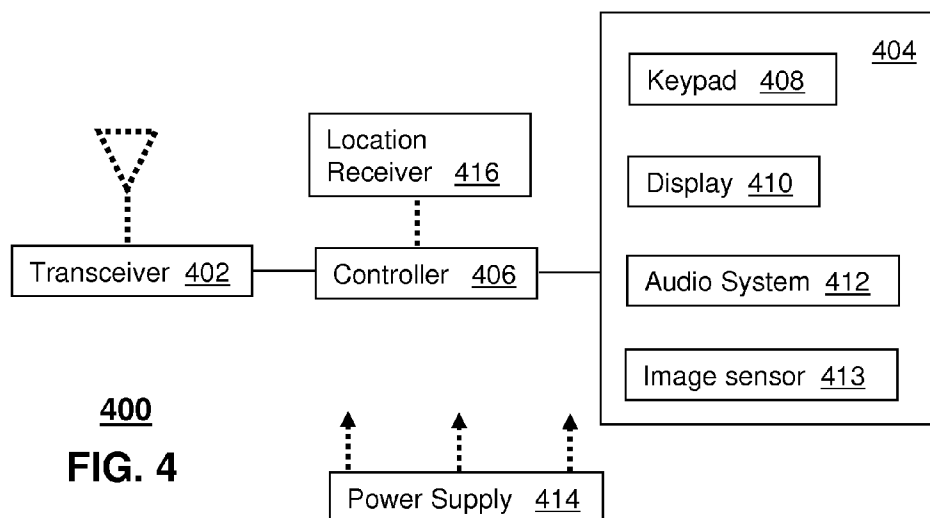 404
Keypad 408
Location
Receiver 416
Display 410
Transceiver 402
Controller 406
Audio System 412
Image sensor 413
400
FIG. 4
Power Supply 414